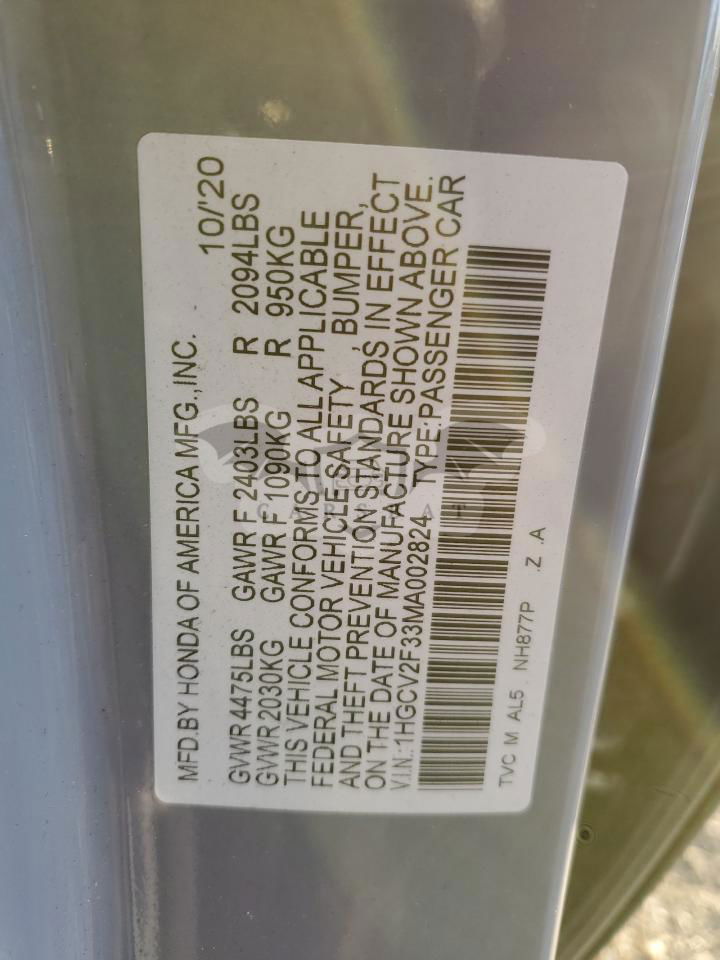 MFD.BY HONDA OF AMERICA MFG.,INC. 10/'20
GVWR 4475LBS GAWR F 2403LBS R 2094LBS
GVWR 2030KG GAWR F 1090KG R 950KG
THIS VEHICLE CONFORMS TO ALL APPLICABLE
FEDERAL MOTOR VEHICLE SAFETY, BUMPER,
AND THEFT PREVENTION STANDARDS, IN EFFECT
ON THE DATE OF MANUFACTURE SHOWN ABOVE.
V.I.N.:1HGCV2F33MA002824 TYPE:PASSENGER CAR
TVC M AL5 NH877P .Z .A